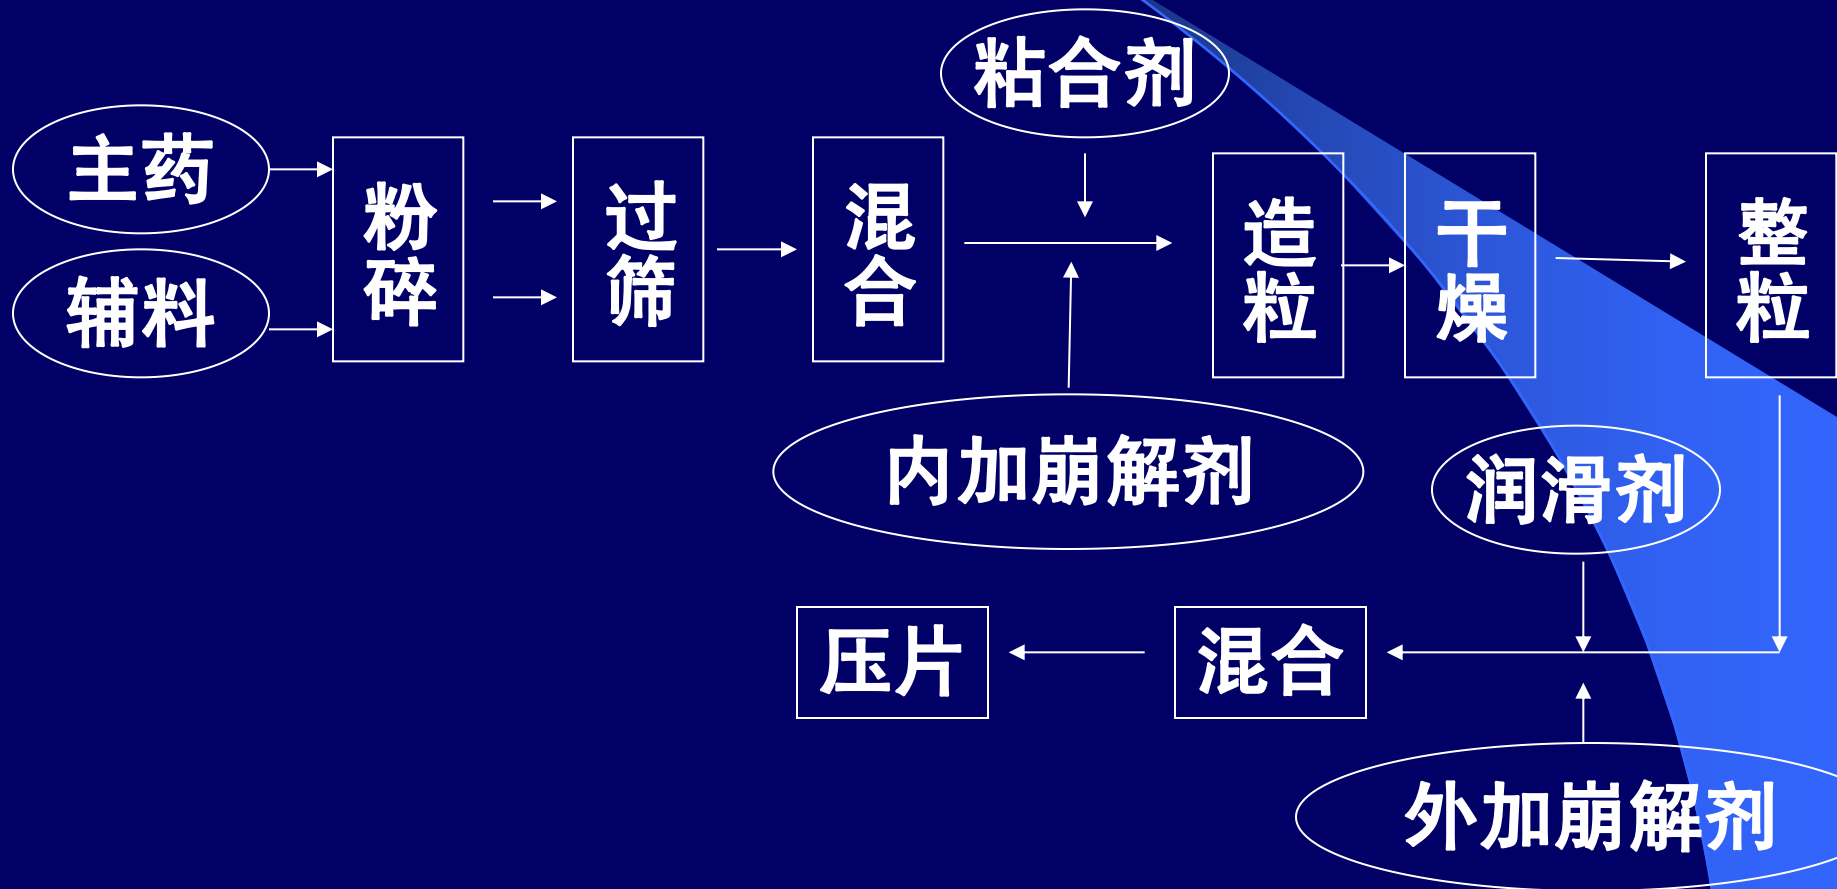 粘合剂
主药
辅料
粉碎
过筛
混合
造粒
干燥
整粒
内加崩解剂
润滑剂
压片
混合
外加崩解剂